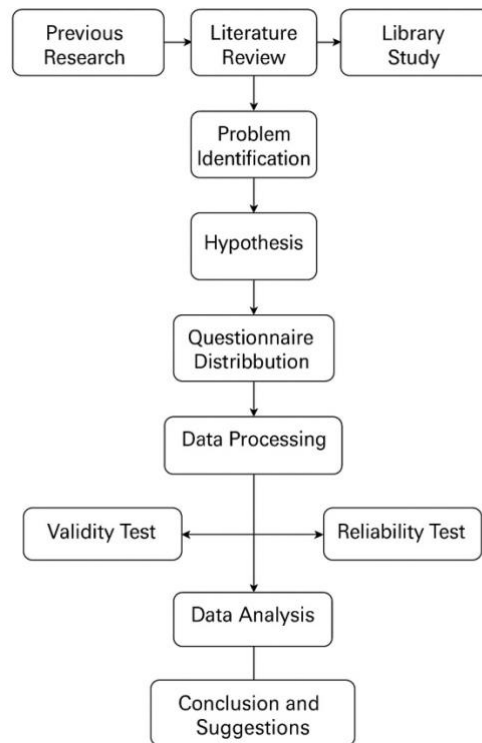 Previous
Research
Literature
Review
Library
Study
Problem
Identification
Hypothesis
Questionnaire
Distribbution
Data Processing
Validity Test
Reliability Test
Data Analysis
Conclusion and
Suggestions